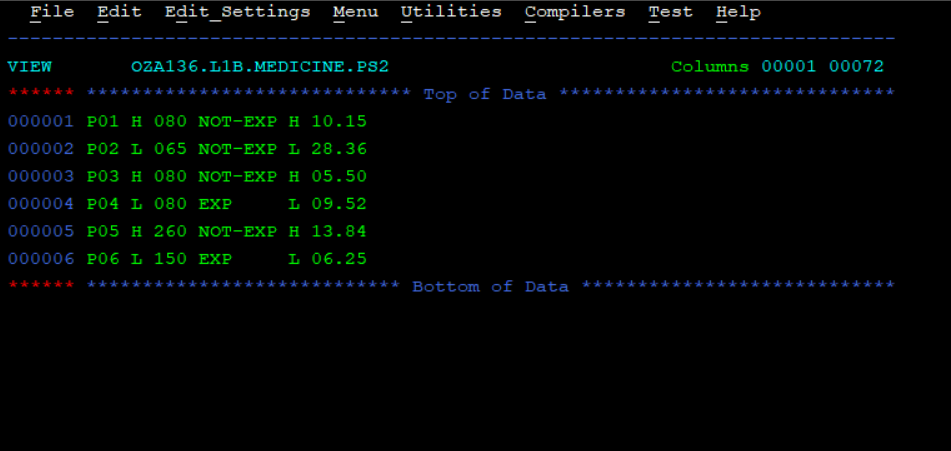 File Edit Edit_Settings Menu Utilities Compilers Test Help
-------------------------------------------------------------------------------
VIEW OZA136.L1B.MEDICINE.PS2 Columns 00001 00072
****** ***************************** Top of Data ******************************
000001 P01 H 080 NOT-EXP H 10.15
000002 P02 L 065 NOT-EXP L 28.36
000003 P03 H 080 NOT-EXP H 05.50
000004 P04 L 080 EXP     L 09.52
000005 P05 H 260 NOT-EXP H 13.84
000006 P06 L 150 EXP     L 06.25
****** **************************** Bottom of Data ****************************